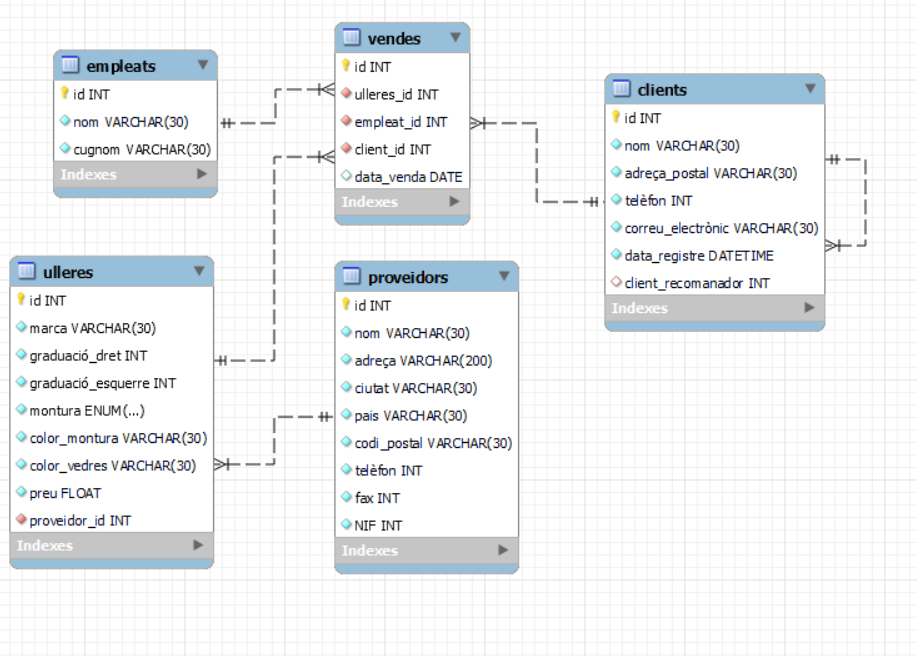 empleats
id INT
nom VARCHAR(30)
cugnom VARCHAR(30)
Indexes
vendes
id INT
ulleres_id INT
empleat_id INT
client_id INT
data_venda DATE
Indexes
clients
id INT
nom VARCHAR(30)
adreça_postal VARCHAR(30)
telèfon INT
correu_electrònic VARCHAR(30)
data_registre DATETIME
client_recomanador INT
Indexes
ulleres
id INT
marca VARCHAR(30)
graduació_dret INT
graduació_esquerre INT
montura ENUM(...)
color_montura VARCHAR(30)
color_vedres VARCHAR(30)
preu FLOAT
proveidor_id INT
Indexes
proveidors
id INT
nom VARCHAR(30)
adreça VARCHAR(200)
ciutat VARCHAR(30)
pais VARCHAR(30)
codi_postal VARCHAR(30)
telèfon INT
fax INT
NIF INT
Indexes